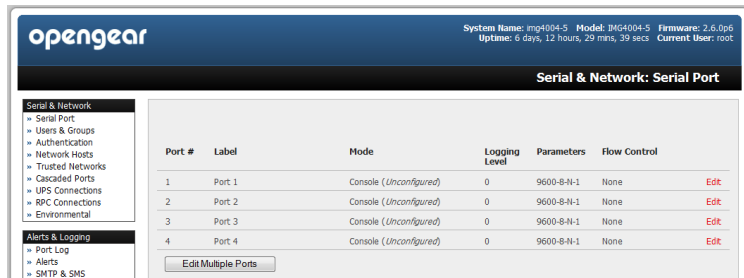 opengear
System Name: img4004-5 Model: IMG4004-5 Firmware: 2.6.0p6
Uptime: 6 days, 12 hours, 29 mins, 39 secs Current User: root
Serial & Network: Serial Port
Serial & Network
» Serial Port
» Users & Groups
» Authentication
» Network Hosts
» Trusted Networks
» Cascaded Ports
» UPS Connections
» RPC Connections
» Environmental
Alerts & Logging
» Port Log
» Alerts
» SMTP & SMS
Port # Label Mode Logging Level Parameters Flow Control
1 Port 1 Console (Unconfigured) 0 9600-8-N-1 None Edit
2 Port 2 Console (Unconfigured) 0 9600-8-N-1 None Edit
3 Port 3 Console (Unconfigured) 0 9600-8-N-1 None Edit
4 Port 4 Console (Unconfigured) 0 9600-8-N-1 None Edit
Edit Multiple Ports